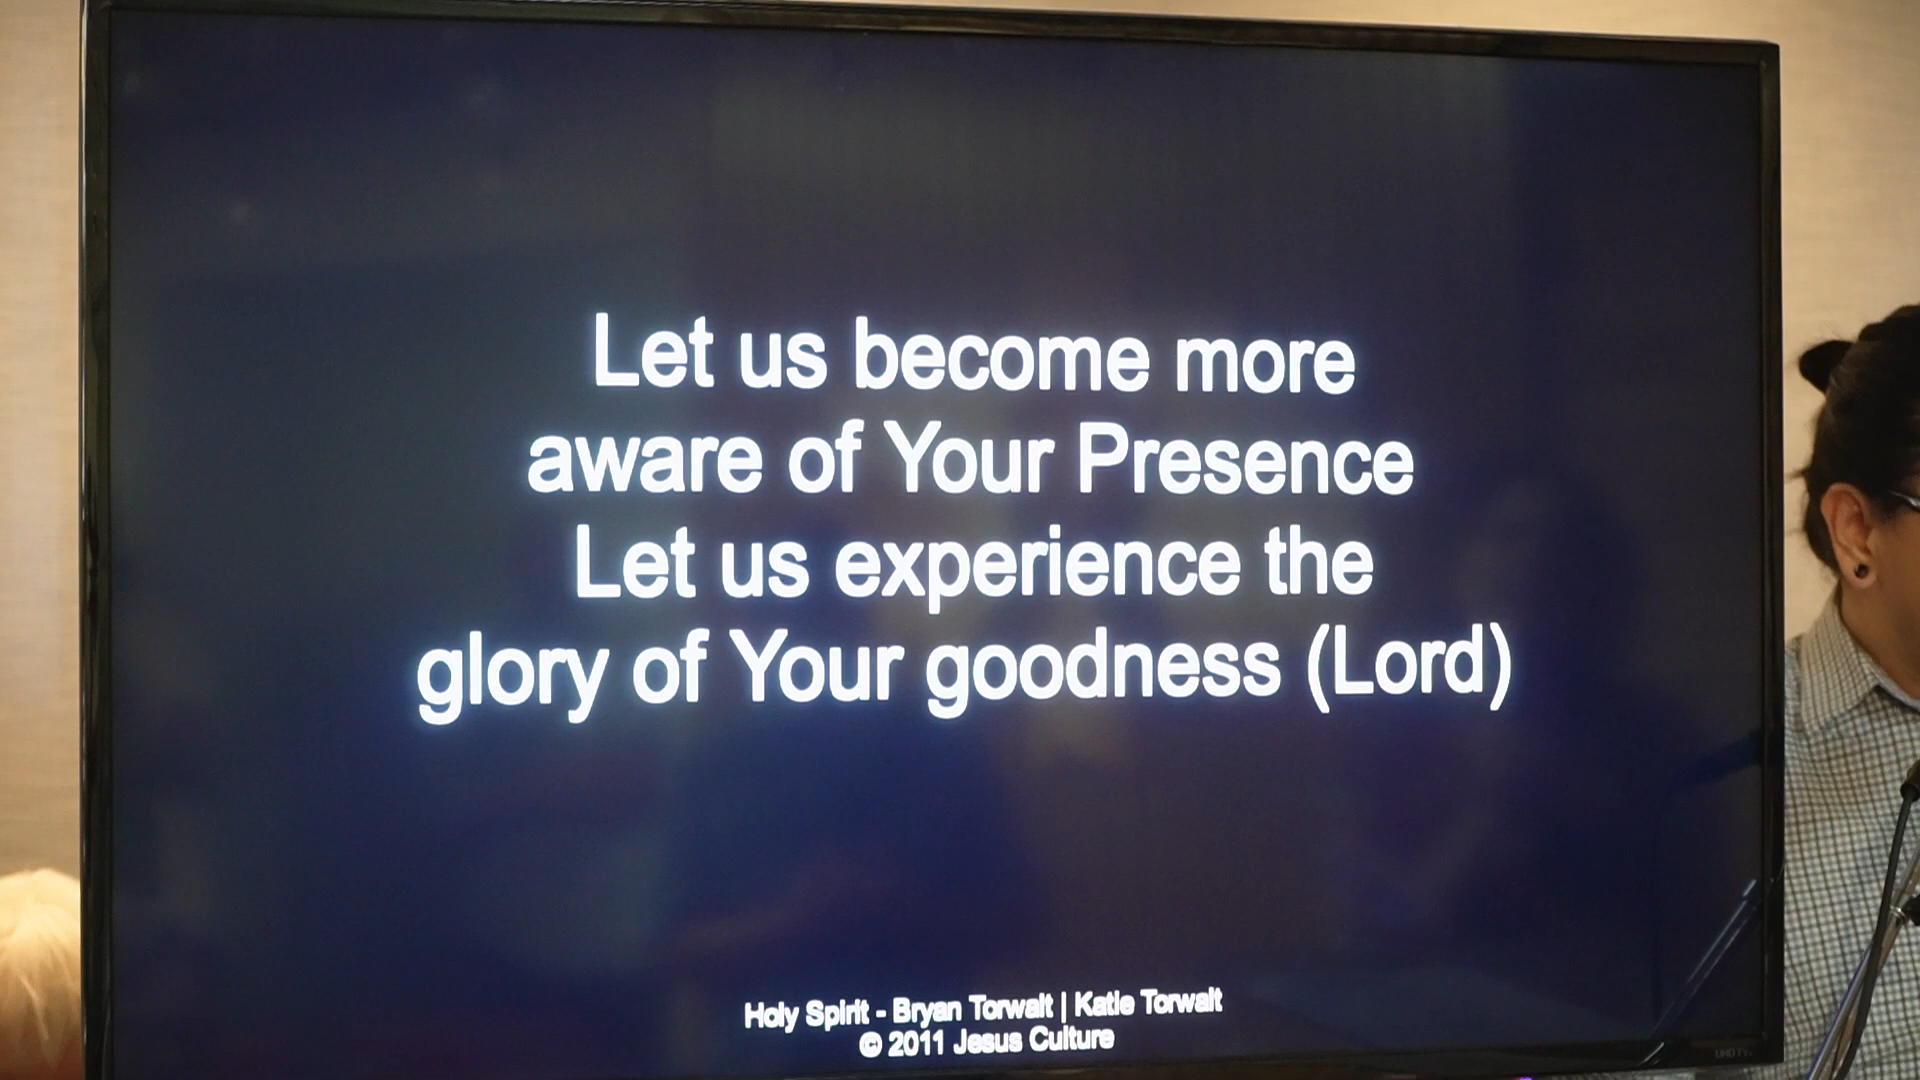 Let us become more
aware of Your Presence
Let us experience the
glory of Your goodness (Lord)
Holy Spirit - Bryan Torwalt | Katie Torwalt
© 2011 Jesus Culture